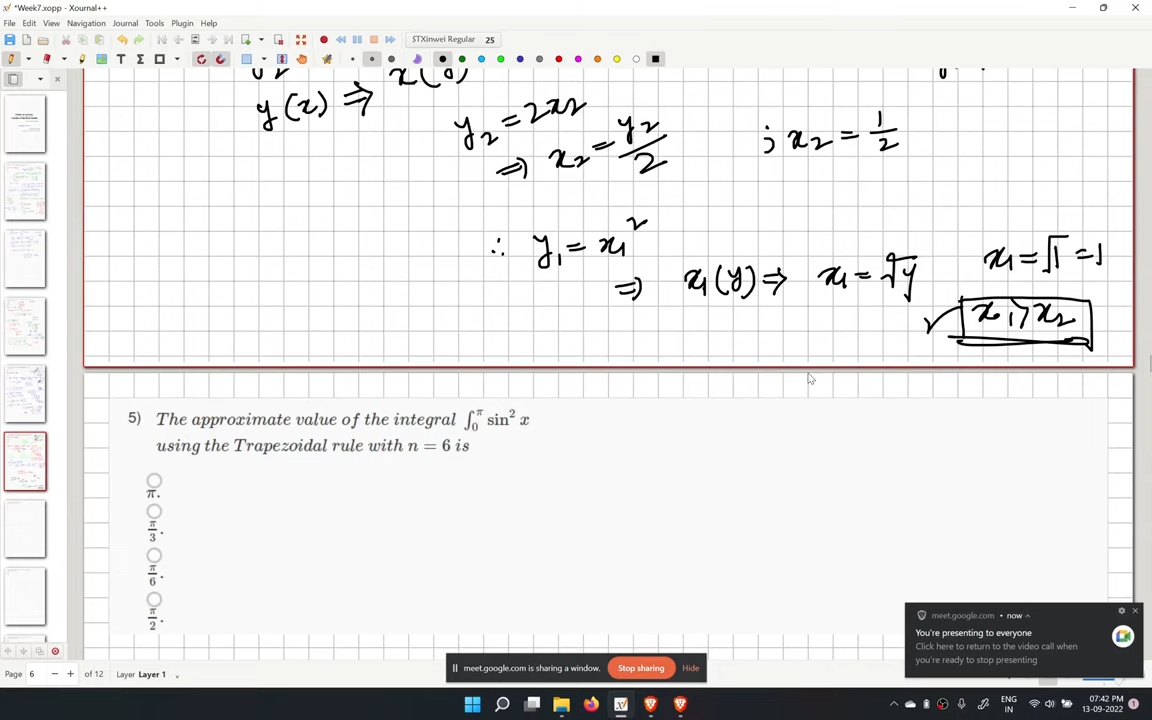 *Week7.xopp - Xournal++
File Edit View Navigation Journal Tools Plugin Help
STXinwei Regular 25
y(x) ⇒ x(y)
y₂ = 2x₂
⇒ x₂ = y₂/2 ; x₂ = 1/2
∴ y₁ = x₁²
⇒ x₁(y) ⇒ x₁ = √y x₁ = √1 = 1
x₁ > x₂
5) The approximate value of the integral ∫₀^π sin² x
using the Trapezoidal rule with n = 6 is
π.
π/3.
π/6.
π/2.
meet.google.com • now
You're presenting to everyone
Click here to return to the video call when
you're ready to stop presenting
meet.google.com is sharing a window. Stop sharing Hide
Page 6 of 12 Layer Layer 1
ENG
IN
07:42 PM
13-09-2022